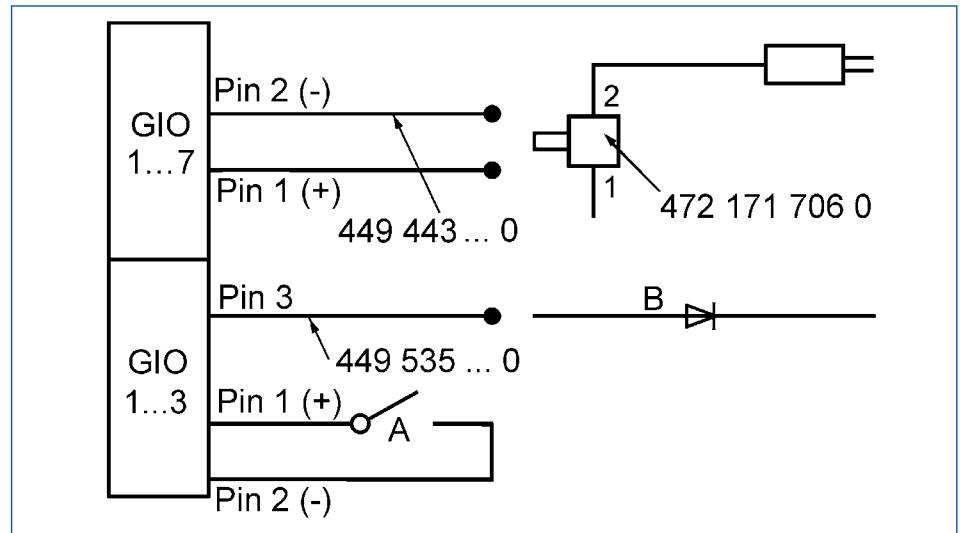 GIO
1...7
Pin 2 (-)
Pin 1 (+)
449 443 ... 0
2
1
472 171 706 0
GIO
1...3
Pin 3
449 535 ... 0
B
Pin 1 (+)
A
Pin 2 (-)